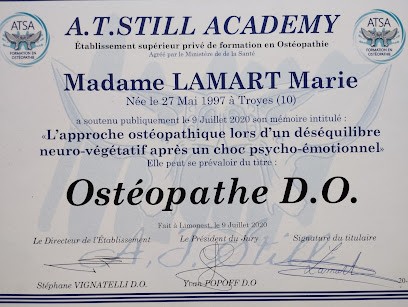 ATSA
FORMATION EN
OSTÉOPATHIE
A.T.STILL ACADEMY
ATSA
FORMATION EN
OSTÉOPATHIE
Établissement supérieur privé de formation en Ostéopathie
Agréé par le Ministère de de la Santé
Madame LAMART Marie
Née le 27 Mai 1997 à Troyes (10)
a soutenu publiquement le 9 Juillet 2020 son mémoire intitulé :
«L'approche ostéopathique lors d'un déséquilibre
neuro-végétatif après un choc psycho-émotionnel»
Elle peut se prévaloir du titre :
Ostéopathe D.O.
Fait à Limonest, le 9 Juillet 2020
Le Directeur de l'Établissement Le Président du Jury Signature du titulaire
A.T. Still
Lamart
Stéphane VIGNATELLI D.O. Yvan POPOFF D.O.